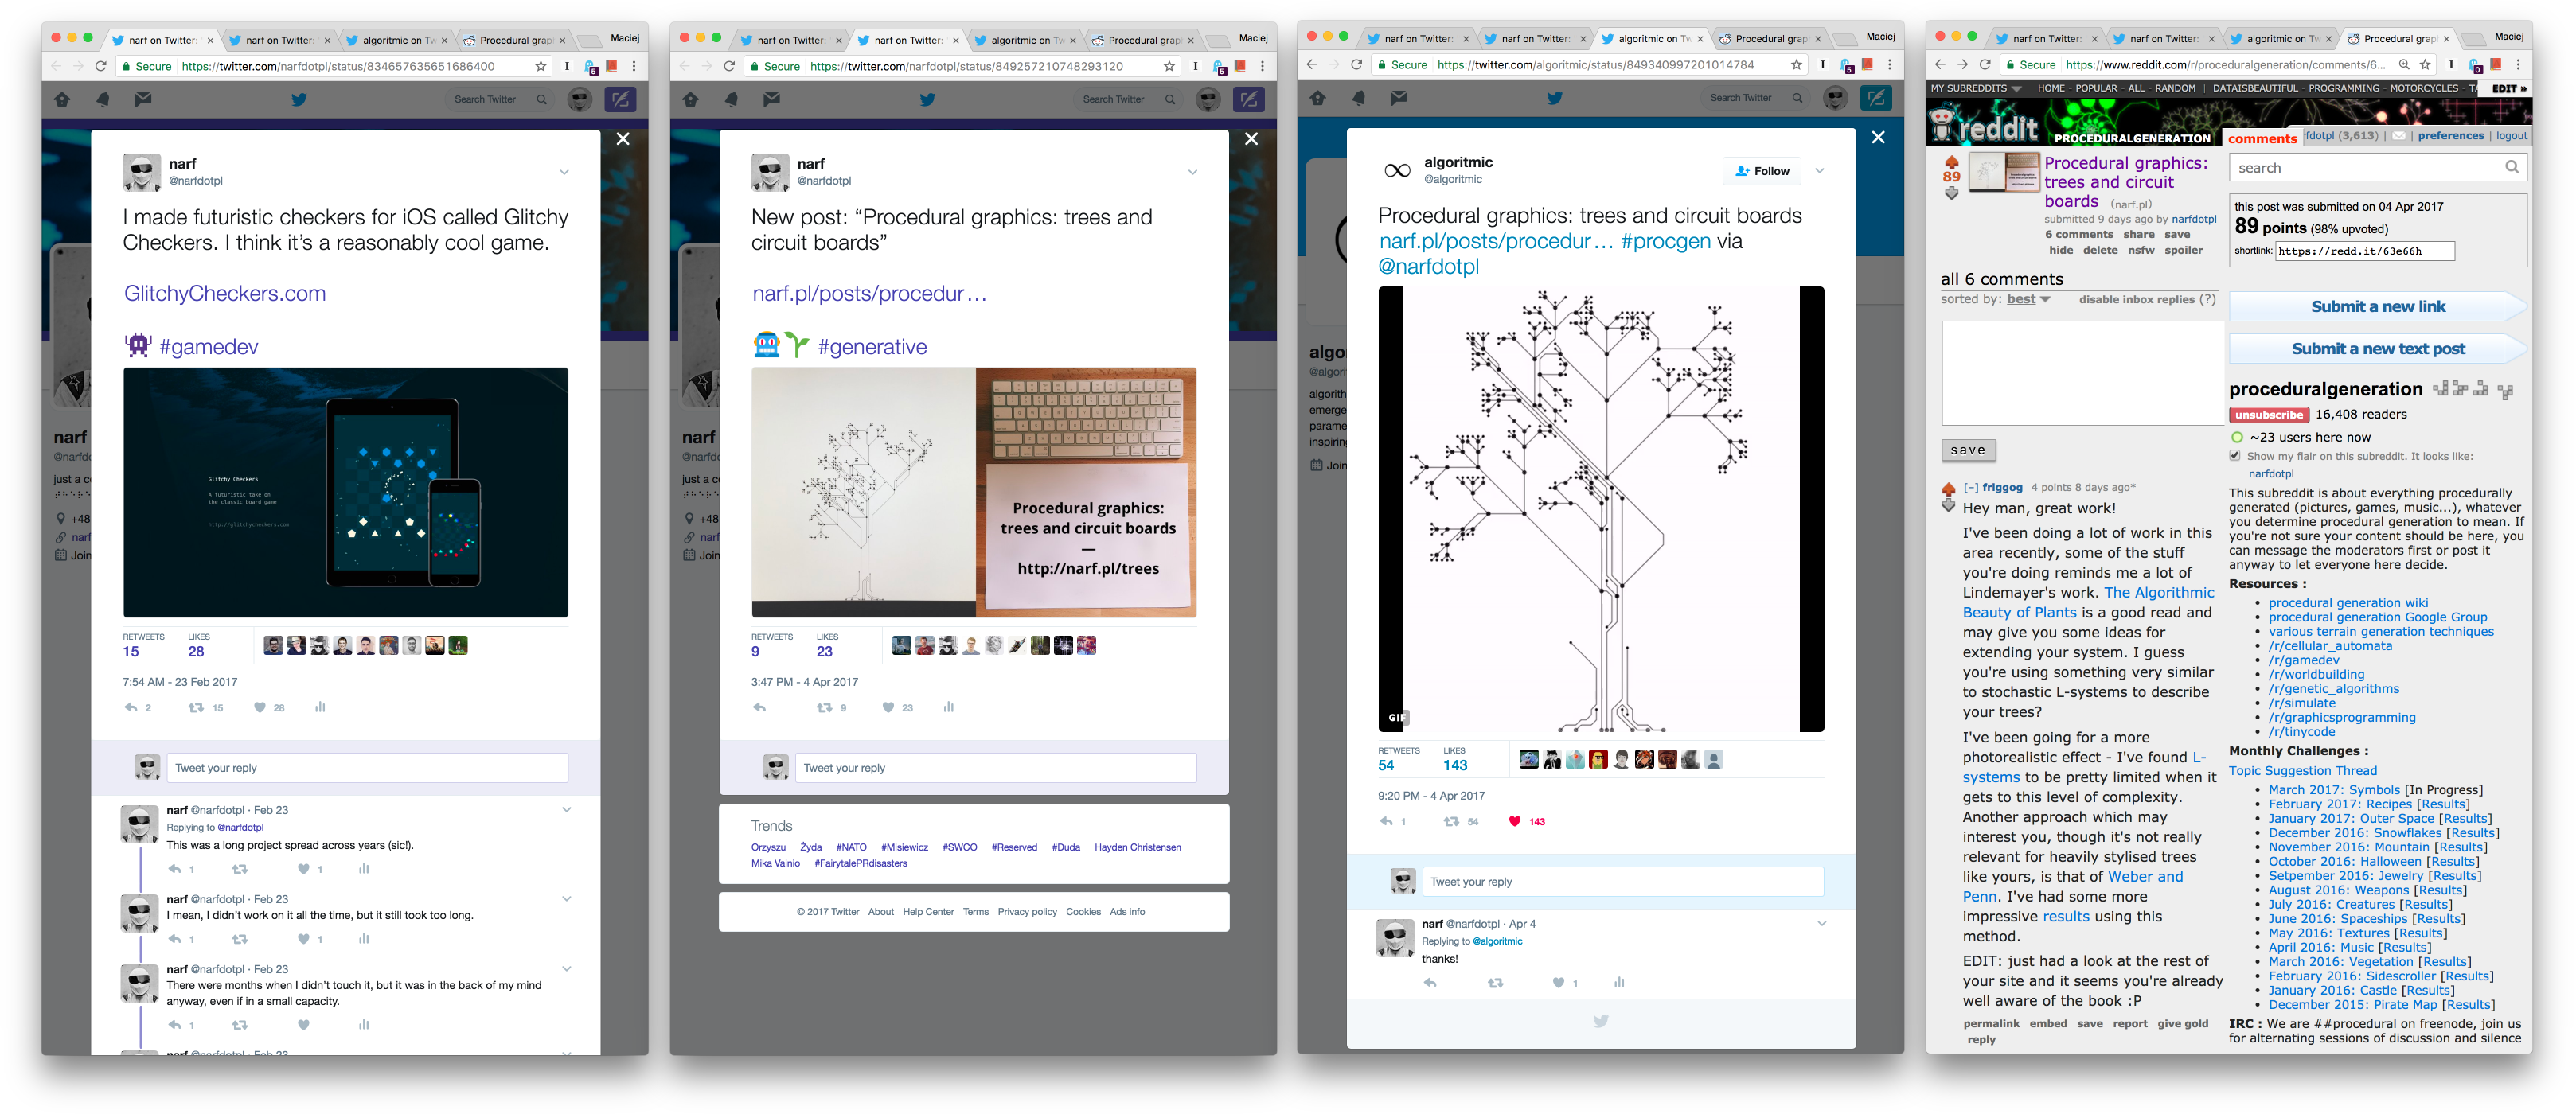 narf on Twitter: narf on Twitter: algoritmic on Tw Procedural grap Maciej
Secure https://twitter.com/narfdotpl/status/834657635651686400
Search Twitter
narf
@narfdotpl
I made futuristic checkers for iOS called Glitchy
Checkers. I think it's a reasonably cool game.
GlitchyCheckers.com
#gamedev
Glitchy Checkers
A futuristic take on
the classic board game
http://glitchycheckers.com
narf
@narfdo
just a co
+48
narf
Join
RETWEETS LIKES
15 28
7:54 AM - 23 Feb 2017
2 15 28
Tweet your reply
narf @narfdotpl · Feb 23
Replying to @narfdotpl
This was a long project spread across years (sic!).
1 1
narf @narfdotpl · Feb 23
I mean, I didn't work on it all the time, but it still took too long.
1 1
narf @narfdotpl · Feb 23
There were months when I didn't touch it, but it was in the back of my mind
anyway, even if in a small capacity.
1
narf @narfdotpl · Feb 23
narf on Twitter: narf on Twitter: algoritmic on Tw Procedural grap Maciej
Secure https://twitter.com/narfdotpl/status/849257210748293120
Search Twitter
narf
@narfdotpl
New post: “Procedural graphics: trees and
circuit boards”
narf.pl/posts/procedur…
#generative
Procedural graphics:
trees and circuit boards
—
http://narf.pl/trees
narf
@narfdo
just a co
+48
narf
Join
RETWEETS LIKES
9 23
3:47 PM - 4 Apr 2017
9 23
Tweet your reply
Trends
Orzyszu Żyda #NATO #Misiewicz #SWCO #Reserved #Duda Hayden Christensen
Mika Vainio #FairytalePRdisasters
© 2017 Twitter About Help Center Terms Privacy policy Cookies Ads info
narf on Twitter: narf on Twitter: algoritmic on Tw Procedural grap Maciej
Secure https://twitter.com/algoritmic/status/849340997201014784
Search Twitter
algoritmic
@algoritmic
Follow
Procedural graphics: trees and circuit boards
narf.pl/posts/procedur… #procgen via
@narfdotpl
algo
@algori
algorith
emerge
parame
inspirin
Join
GIF
RETWEETS LIKES
54 143
9:20 PM - 4 Apr 2017
1 54 143
Tweet your reply
narf @narfdotpl · Apr 4
Replying to @algoritmic
thanks!
1
narf on Twitter: narf on Twitter: algoritmic on Tw Procedural grap Maciej
Secure https://www.reddit.com/r/proceduralgeneration/comments/6...
MY SUBREDDITS HOME - POPULAR - ALL - RANDOM | DATAISBEAUTIFUL - PROGRAMMING - MOTORCYCLES - TA EDIT »
reddit PROCEDURALGENERATION comments
rfdotpl (3,613) | | preferences | logout
89
Procedural graphics:
trees and circuit
boards (narf.pl)
submitted 9 days ago by narfdotpl
6 comments share save
hide delete nsfw spoiler
all 6 comments
sorted by: best disable inbox replies (?)
save
[–] friggog 4 points 8 days ago*
Hey man, great work!
I've been doing a lot of work in this
area recently, some of the stuff
you're doing reminds me a lot of
Lindemayer's work. The Algorithmic
Beauty of Plants is a good read and
may give you some ideas for
extending your system. I guess
you're using something very similar
to stochastic L-systems to describe
your trees?
I've been going for a more
photorealistic effect - I've found L-
systems to be pretty limited when it
gets to this level of complexity.
Another approach which may
interest you, though it's not really
relevant for heavily stylised trees
like yours, is that of Weber and
Penn. I've had some more
impressive results using this
method.
EDIT: just had a look at the rest of
your site and it seems you're already
well aware of the book :P
permalink embed save report give gold
reply
search
this post was submitted on 04 Apr 2017
89 points (98% upvoted)
shortlink: https://redd.it/63e66h
Submit a new link
Submit a new text post
proceduralgeneration
unsubscribe 16,408 readers
~23 users here now
Show my flair on this subreddit. It looks like:
narfdotpl
This subreddit is about everything procedurally
generated (pictures, games, music...), whatever
you determine procedural generation to mean. If
you're not sure your content should be here, you
can message the moderators first or post it
anyway to let everyone here decide.
Resources :
procedural generation wiki
procedural generation Google Group
various terrain generation techniques
/r/cellular_automata
/r/gamedev
/r/worldbuilding
/r/genetic_algorithms
/r/simulate
/r/graphicsprogramming
/r/tinycode
Monthly Challenges :
Topic Suggestion Thread
March 2017: Symbols [In Progress]
February 2017: Recipes [Results]
January 2017: Outer Space [Results]
December 2016: Snowflakes [Results]
November 2016: Mountain [Results]
October 2016: Halloween [Results]
Setpember 2016: Jewelry [Results]
August 2016: Weapons [Results]
July 2016: Creatures [Results]
June 2016: Spaceships [Results]
May 2016: Textures [Results]
April 2016: Music [Results]
March 2016: Vegetation [Results]
February 2016: Sidescroller [Results]
January 2016: Castle [Results]
December 2015: Pirate Map [Results]
IRC : We are ##procedural on freenode, join us
for alternating sessions of discussion and silence